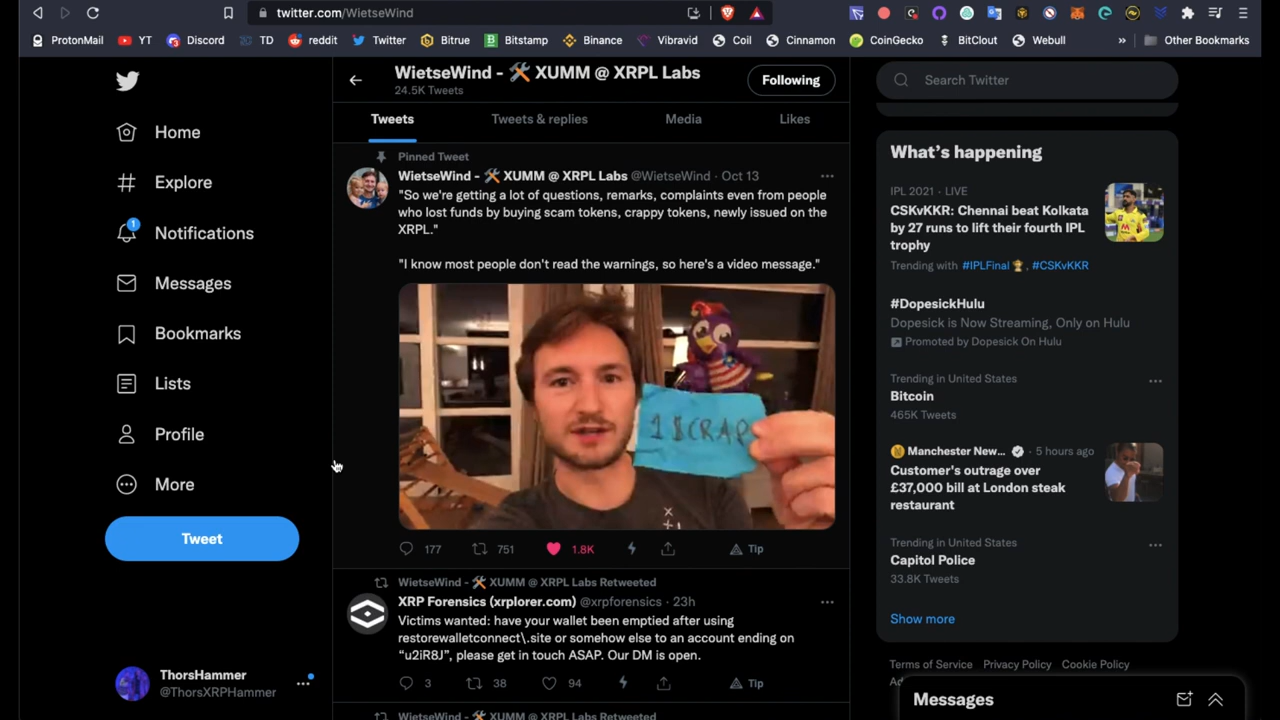 twitter.com/WietseWind
ProtonMail YT Discord TD reddit Twitter Bitrue Bitstamp Binance Vibravid Coil Cinnamon CoinGecko BitClout Webull » Other Bookmarks
Home
Explore
1
Notifications
Messages
Bookmarks
Lists
Profile
More
Tweet
ThorsHammer
@ThorsXRPHammer
WietseWind - 🛠 XUMM @ XRPL Labs
24.5K Tweets
Following
Tweets Tweets & replies Media Likes
Pinned Tweet
WietseWind - 🛠 XUMM @ XRPL Labs @WietseWind · Oct 13
"So we're getting a lot of questions, remarks, complaints even from people
who lost funds by buying scam tokens, crappy tokens, newly issued on the
XRPL."
"I know most people don't read the warnings, so here's a video message."
1 $CRAP
177 751 1.8K Tip
WietseWind - 🛠 XUMM @ XRPL Labs Retweeted
XRP Forensics (xrplorer.com) @xrpforensics · 23h
Victims wanted: have your wallet been emptied after using
restorewalletconnect\.site or somehow else to an account ending on
“u2iR8J”, please get in touch ASAP. Our DM is open.
3 38 94 Tip
WietseWind - 🛠 XUMM @ XRPL Labs Retweeted
Search Twitter
What’s happening
IPL 2021 · LIVE
CSKvKKR: Chennai beat Kolkata
by 27 runs to lift their fourth IPL
trophy
Trending with #IPLFinal🏆, #CSKvKKR
#DopesickHulu
Dopesick is Now Streaming, Only on Hulu
Promoted by Dopesick On Hulu
Trending in United States
Bitcoin
465K Tweets
Manchester New... · 5 hours ago
Customer's outrage over
£37,000 bill at London steak
restaurant
Trending in United States
Capitol Police
33.8K Tweets
Show more
Terms of Service Privacy Policy Cookie Policy
Messages